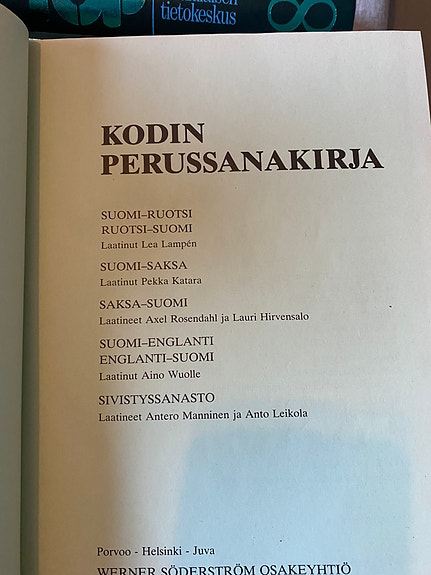 tietokeskus
8
KODIN
PERUSSANAKIRJA
SUOMI–RUOTSI
RUOTSI–SUOMI
Laatinut Lea Lampén
SUOMI–SAKSA
Laatinut Pekka Katara
SAKSA–SUOMI
Laatineet Axel Rosendahl ja Lauri Hirvensalo
SUOMI–ENGLANTI
ENGLANTI–SUOMI
Laatinut Aino Wuolle
SIVISTYSSANASTO
Laatineet Antero Manninen ja Anto Leikola
Porvoo - Helsinki - Juva
WERNER SÖDERSTRÖM OSAKEYHTIÖ